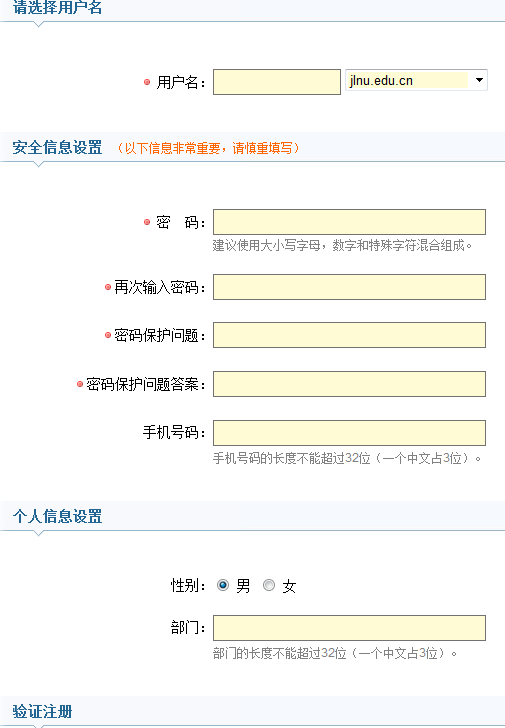 请选择用户名
用户名： jlnu.edu.cn
安全信息设置 （以下信息非常重要，请慎重填写）
密 码：
建议使用大小写字母，数字和特殊字符混合组成。
再次输入密码：
密码保护问题：
密码保护问题答案：
手机号码：
手机号码的长度不能超过32位（一个中文占3位）。
个人信息设置
性别： 男 女
部门：
部门的长度不能超过32位（一个中文占3位）。
验证注册